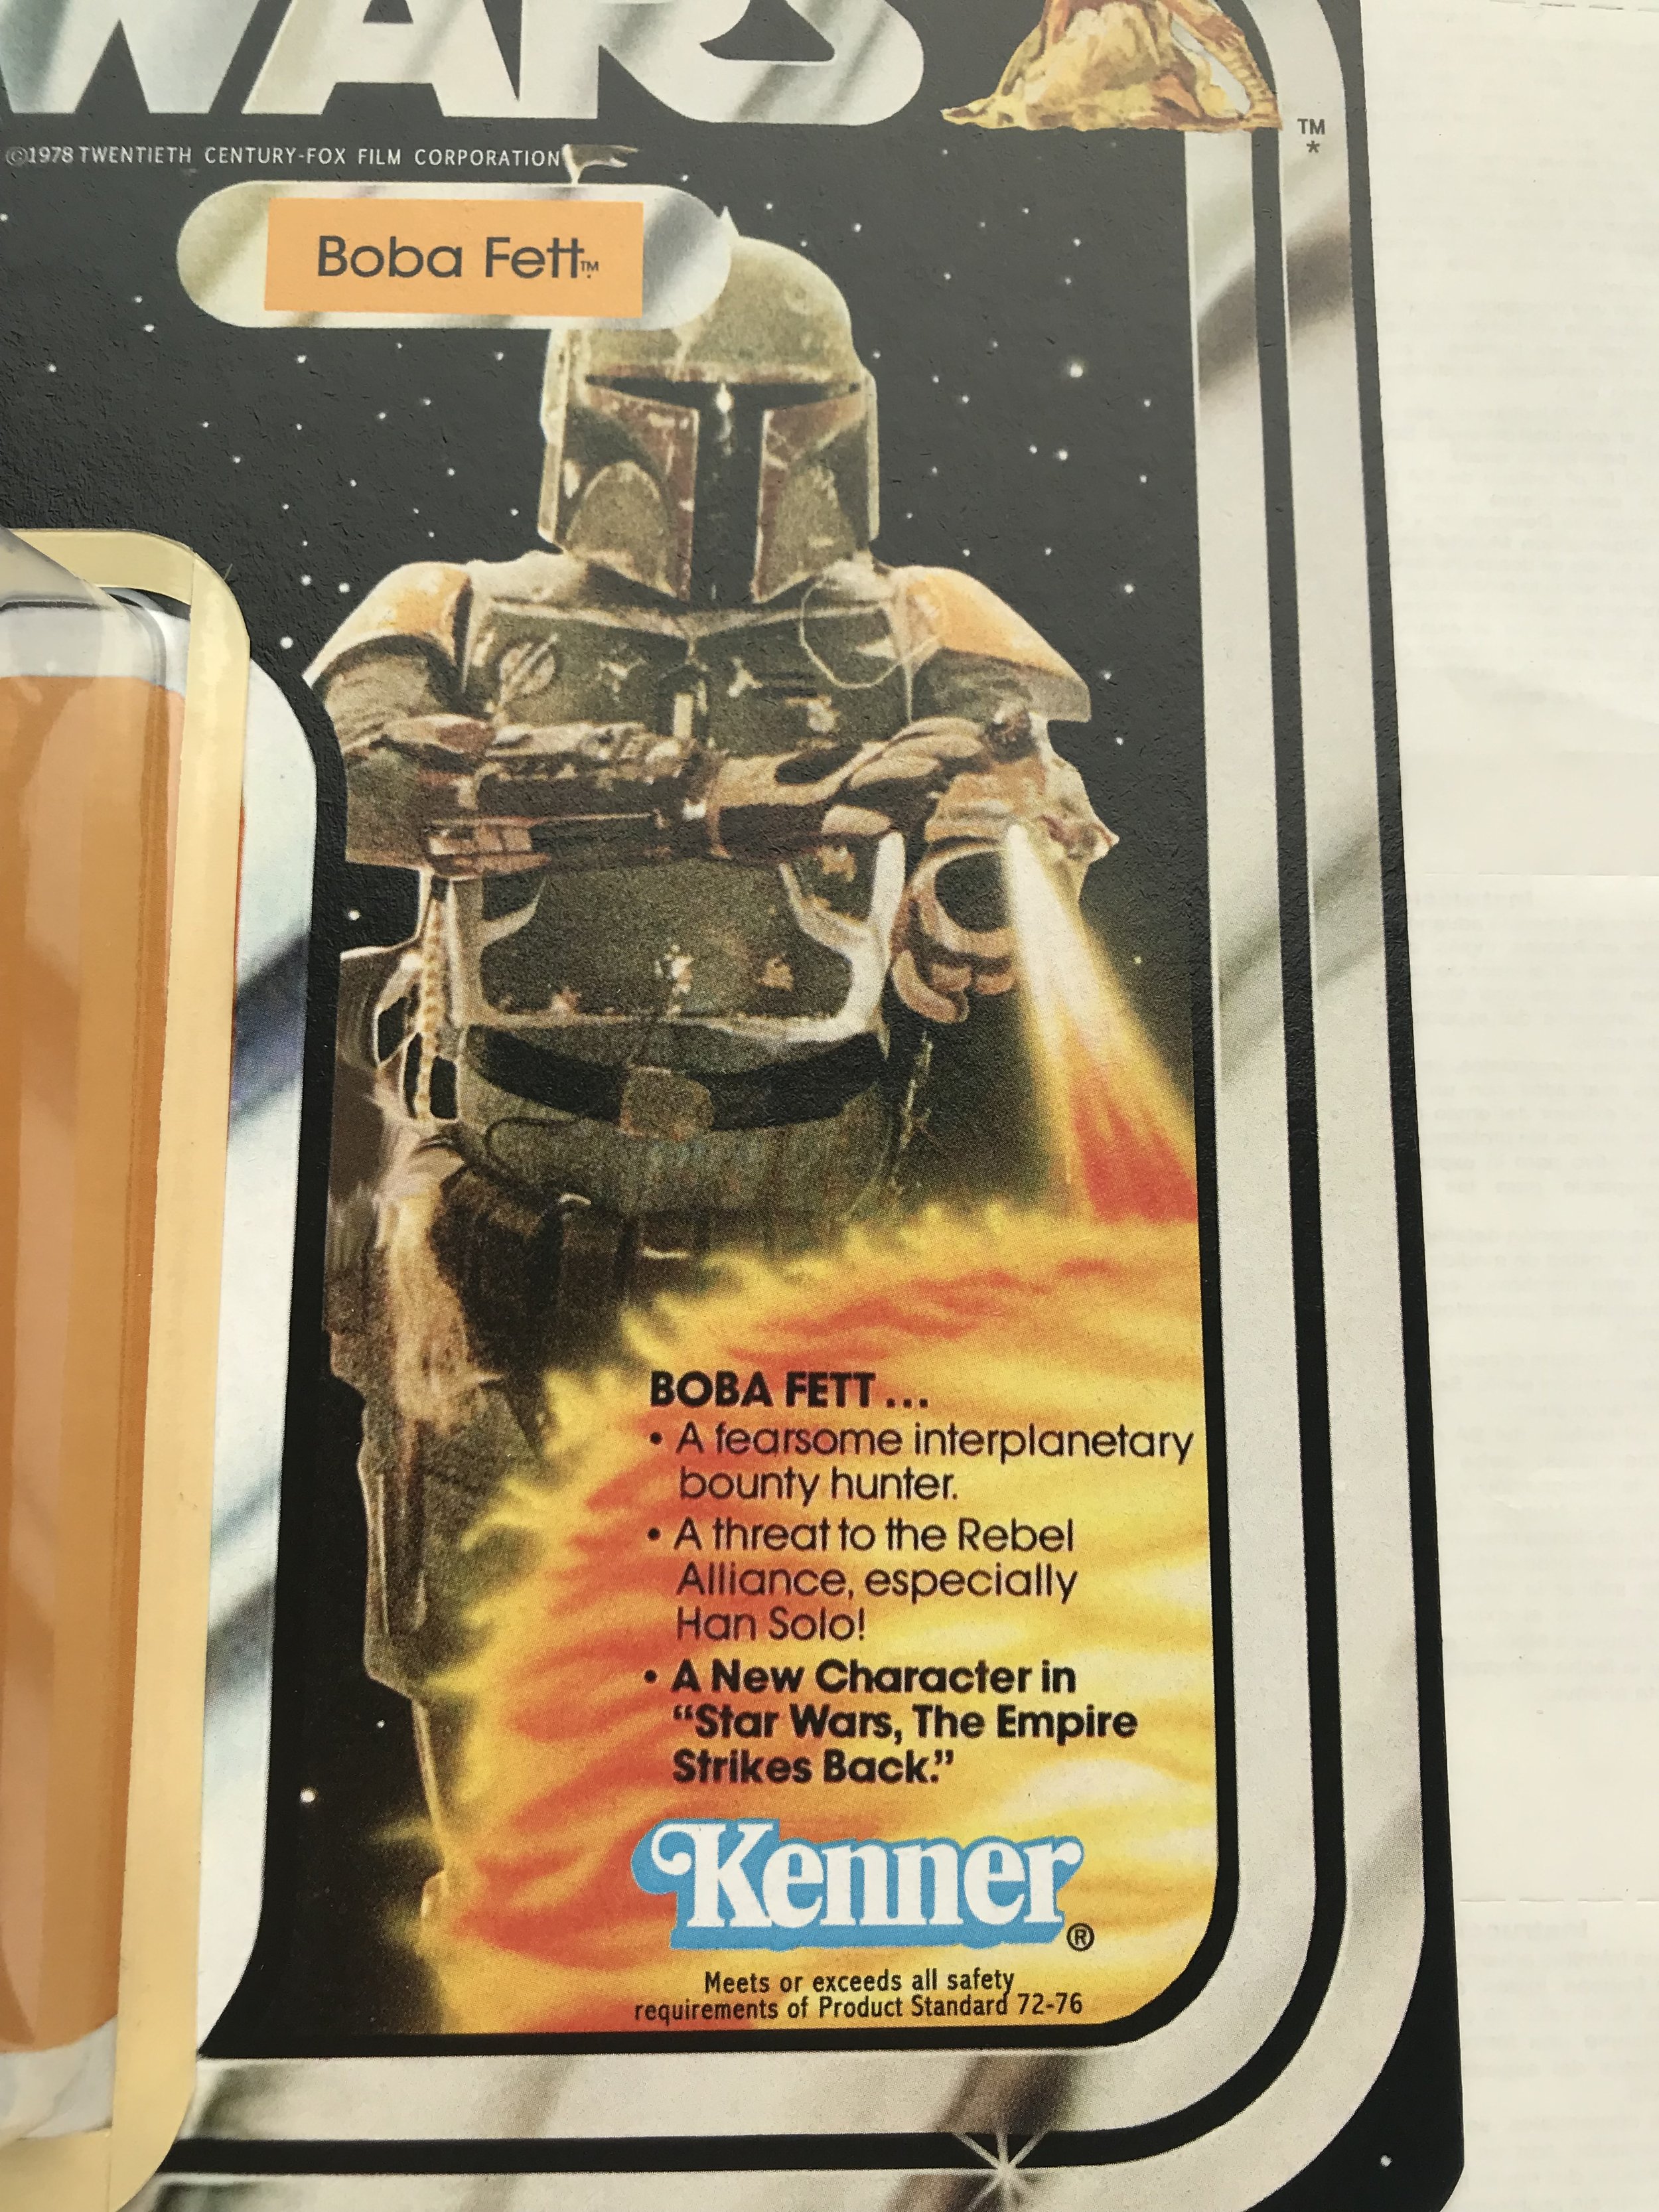 WARS
©1978 TWENTIETH CENTURY-FOX FILM CORPORATION
TM
*
Boba Fett™
BOBA FETT...
• A fearsome interplanetary
bounty hunter.
• A threat to the Rebel
Alliance, especially
Han Solo!
• A New Character in
“Star Wars, The Empire
Strikes Back.”
Kenner®
Meets or exceeds all safety
requirements of Product Standard 72-76